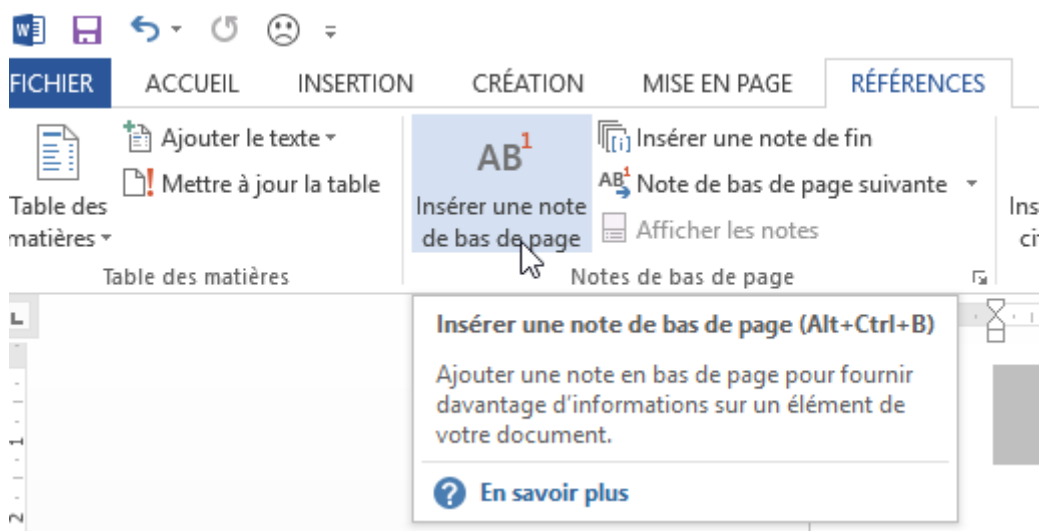 FICHIER ACCUEIL INSERTION CRÉATION MISE EN PAGE RÉFÉRENCES
Table des
matières
Ajouter le texte
Mettre à jour la table
Table des matières
AB1
Insérer une note
de bas de page
[i] Insérer une note de fin
AB1 Note de bas de page suivante
Afficher les notes
Notes de bas de page
Insérer une note de bas de page (Alt+Ctrl+B)
Ajouter une note en bas de page pour fournir
davantage d'informations sur un élément de
votre document.
? En savoir plus
L
1
2